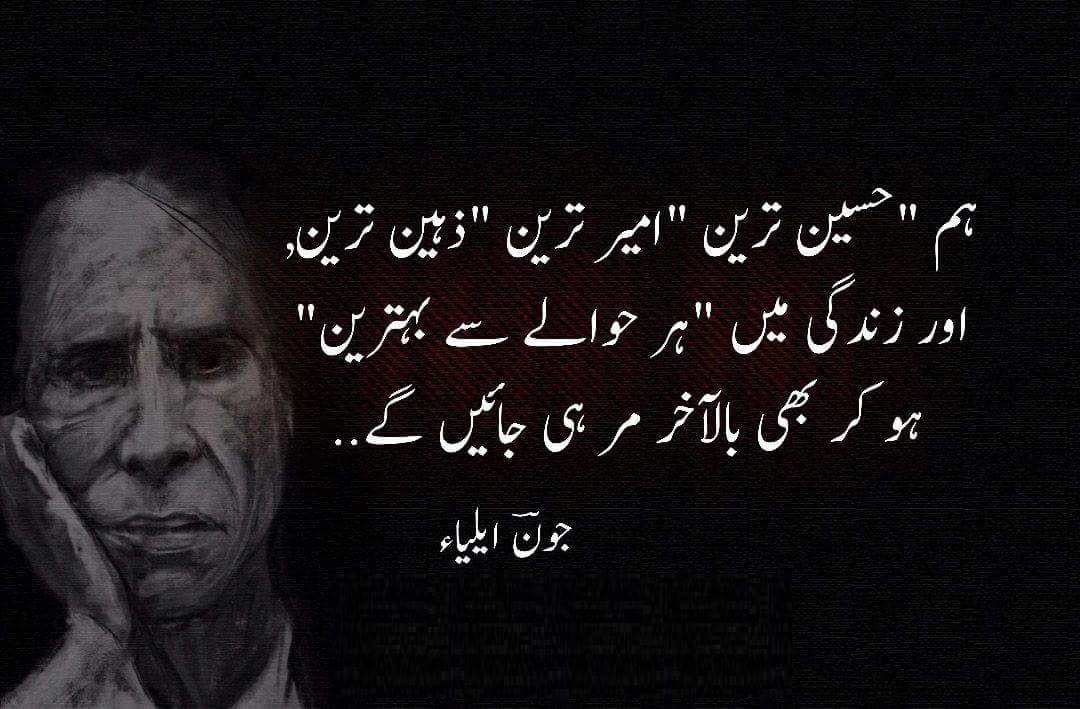 ہم "حسین ترین "امیر ترین "ذہین ترین,
اور زندگی میں "ہر حوالے سے بہترین"
ہو کر بھی بالآخر مر ہی جائیں گے..
جونؔ ایلیاء